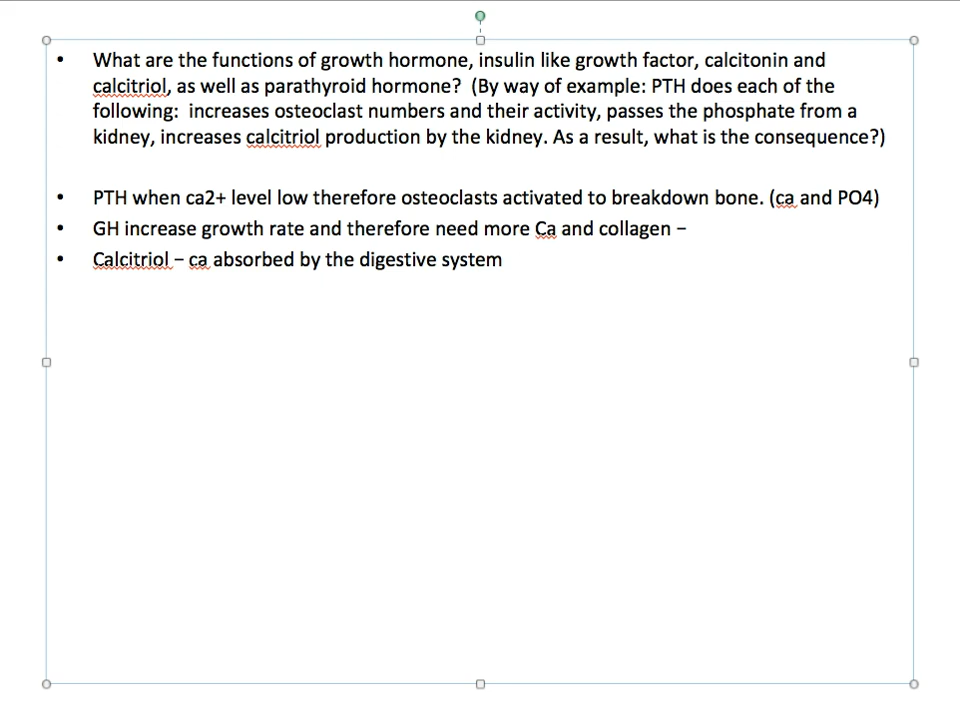 • What are the functions of growth hormone, insulin like growth factor, calcitonin and
calcitriol, as well as parathyroid hormone?  (By way of example: PTH does each of the
following:  increases osteoclast numbers and their activity, passes the phosphate from a
kidney, increases calcitriol production by the kidney. As a result, what is the consequence?)
• PTH when ca2+ level low therefore osteoclasts activated to breakdown bone. (ca and PO4)
• GH increase growth rate and therefore need more Ca and collagen –
• Calcitriol – ca absorbed by the digestive system